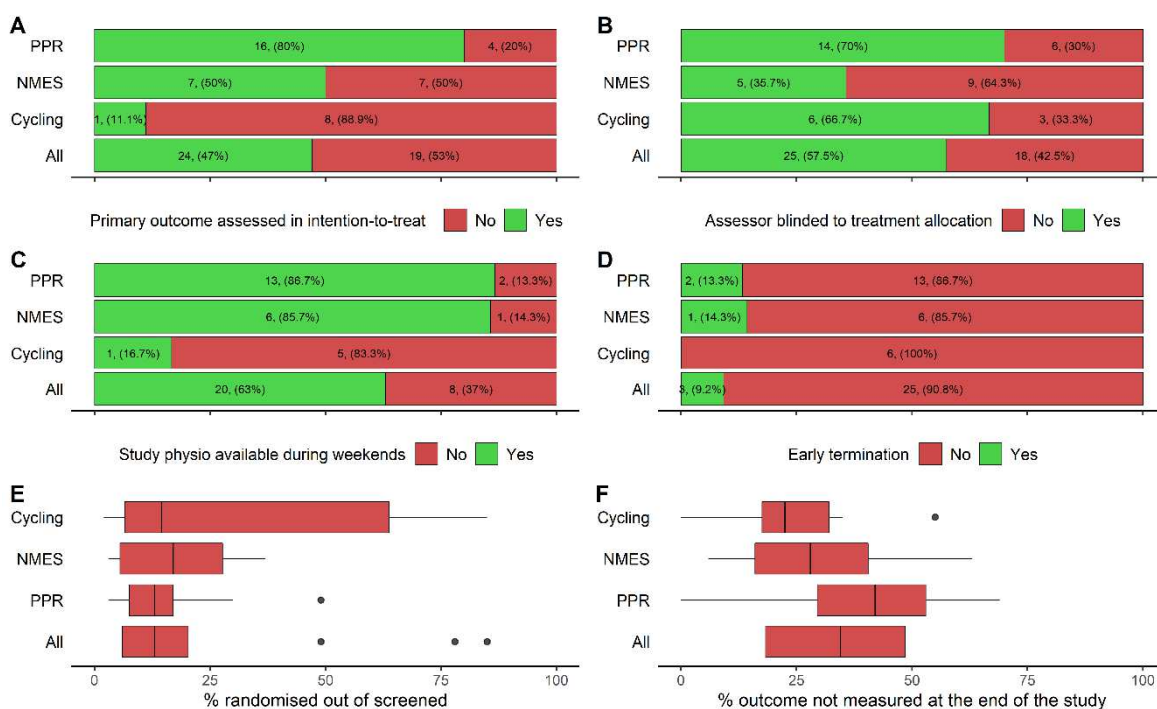 A
PPR 16, (80%) 4, (20%)
NMES 7, (50%) 7, (50%)
Cycling 1, (11.1%) 8, (88.9%)
All 24, (47%) 19, (53%)
Primary outcome assessed in intention-to-treat No Yes
B
PPR 14, (70%) 6, (30%)
NMES 5, (35.7%) 9, (64.3%)
Cycling 6, (66.7%) 3, (33.3%)
All 25, (57.5%) 18, (42.5%)
Assessor blinded to treatment allocation No Yes
C
PPR 13, (86.7%) 2, (13.3%)
NMES 6, (85.7%) 1, (14.3%)
Cycling 1, (16.7%) 5, (83.3%)
All 20, (63%) 8, (37%)
Study physio available during weekends No Yes
D
PPR 2, (13.3%) 13, (86.7%)
NMES 1, (14.3%) 6, (85.7%)
Cycling 6, (100%)
All 3, (9.2%) 25, (90.8%)
Early termination No Yes
E
Cycling
NMES
PPR
All
0 25 50 75 100
% randomised out of screened
F
Cycling
NMES
PPR
All
0 25 50 75 100
% outcome not measured at the end of the study